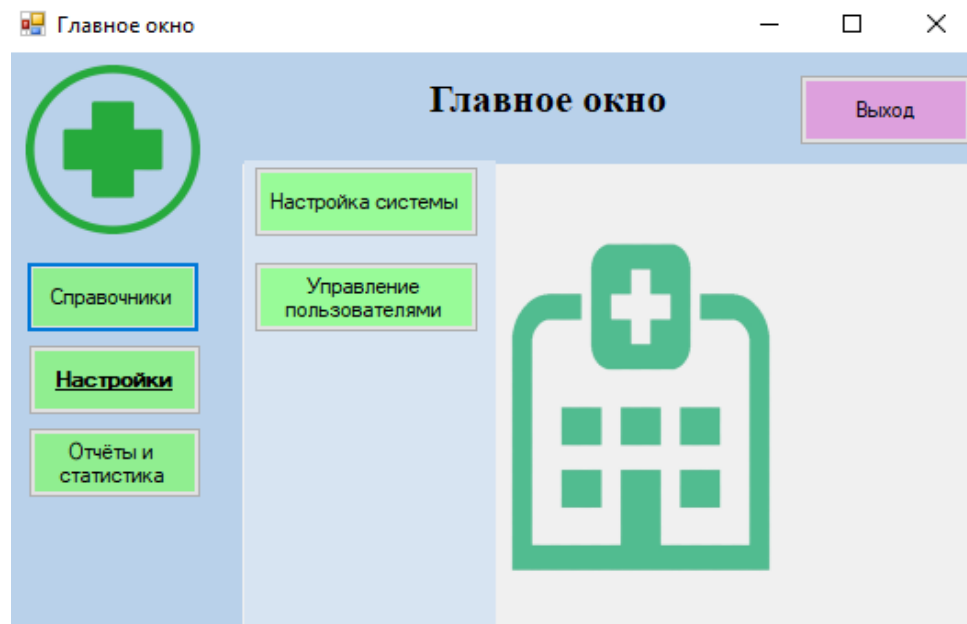 Главное окно
Главное окно
Выход
Настройка системы
Справочники
Управление
пользователями
Настройки
Отчёты и
статистика